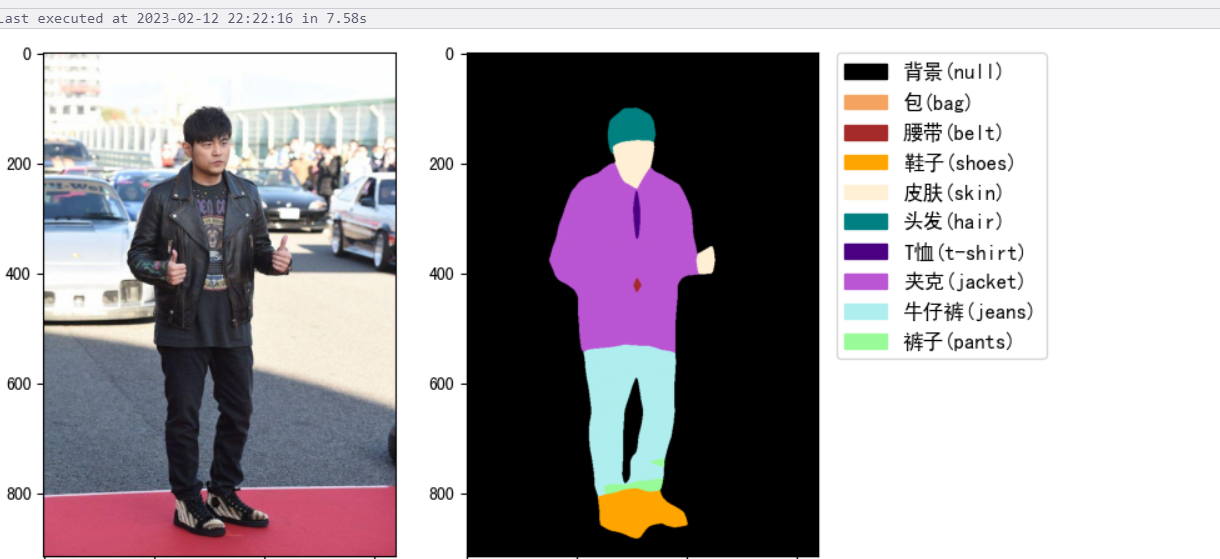 Last executed at 2023-02-12 22:22:16 in 7.58s
0
200
400
600
800
0
200
400
600
800
背景(null)
包(bag)
腰带(belt)
鞋子(shoes)
皮肤(skin)
头发(hair)
T恤(t-shirt)
夹克(jacket)
牛仔裤(jeans)
裤子(pants)